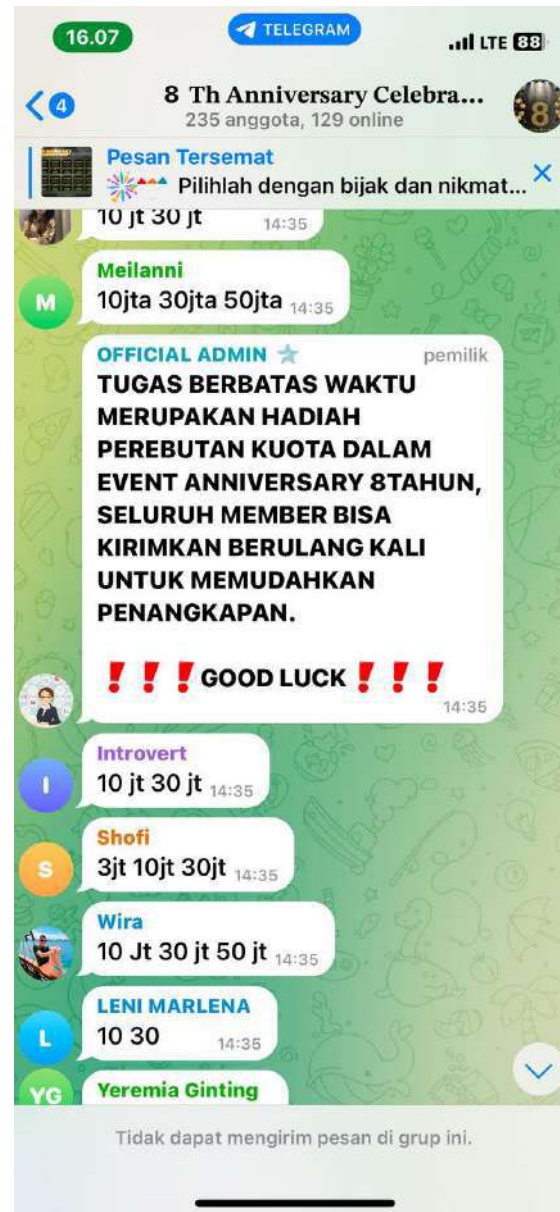 16.07
TELEGRAM
LTE 88
4
8 Th Anniversary Celebra...
235 anggota, 129 online
8
Pesan Tersemat
Pilihlah dengan bijak dan nikmat...
10 jt 30 jt 14:35
Meilanni
M
10jta 30jta 50jta 14:35
OFFICIAL ADMIN pemilik
TUGAS BERBATAS WAKTU
MERUPAKAN HADIAH
PEREBUTAN KUOTA DALAM
EVENT ANNIVERSARY 8TAHUN,
SELURUH MEMBER BISA
KIRIMKAN BERULANG KALI
UNTUK MEMUDAHKAN
PENANGKAPAN.
❗❗❗GOOD LUCK❗❗❗
14:35
Introvert
I
10 jt 30 jt 14:35
Shofi
S
3jt 10jt 30jt 14:35
Wira
10 Jt 30 jt 50 jt 14:35
LENI MARLENA
L
10 30 14:35
YG
Yeremia Ginting
Tidak dapat mengirim pesan di grup ini.